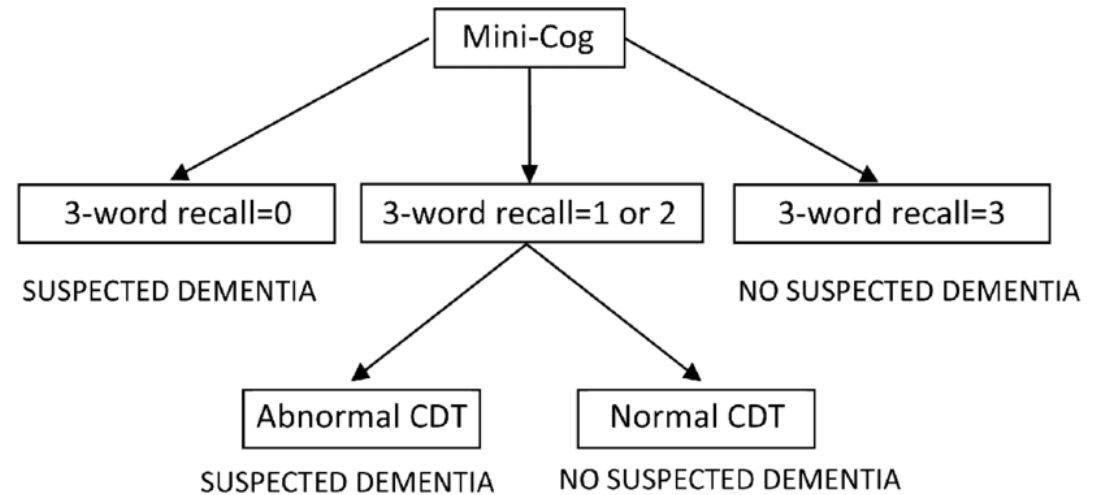 Mini-Cog
3-word recall=0
3-word recall=1 or 2
3-word recall=3
SUSPECTED DEMENTIA
NO SUSPECTED DEMENTIA
Abnormal CDT
Normal CDT
SUSPECTED DEMENTIA
NO SUSPECTED DEMENTIA